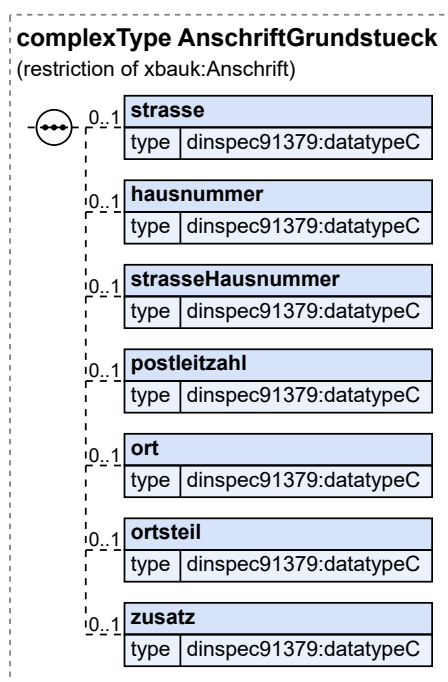 complexType AnschriftGrundstueck
(restriction of xbauk:Anschrift)
0..1 strasse
type dinspec91379:datatypeC
0..1 hausnummer
type dinspec91379:datatypeC
0..1 strasseHausnummer
type dinspec91379:datatypeC
0..1 postleitzahl
type dinspec91379:datatypeC
0..1 ort
type dinspec91379:datatypeC
0..1 ortsteil
type dinspec91379:datatypeC
0..1 zusatz
type dinspec91379:datatypeC